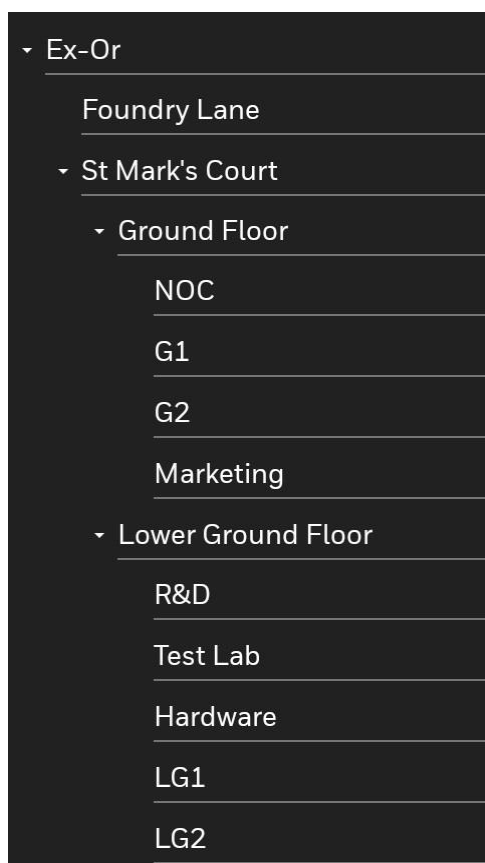 Ex-Or
Foundry Lane
St Mark's Court
Ground Floor
NOC
G1
G2
Marketing
Lower Ground Floor
R&D
Test Lab
Hardware
LG1
LG2